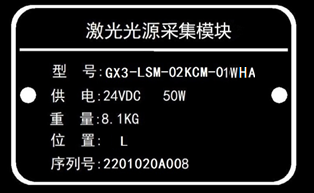 激光光源采集模块
型 号:GX3-LSM-02KCM-01WHA
供 电:24VDC 50W
重 量:8.1KG
位 置: L
序列号:2201020A008